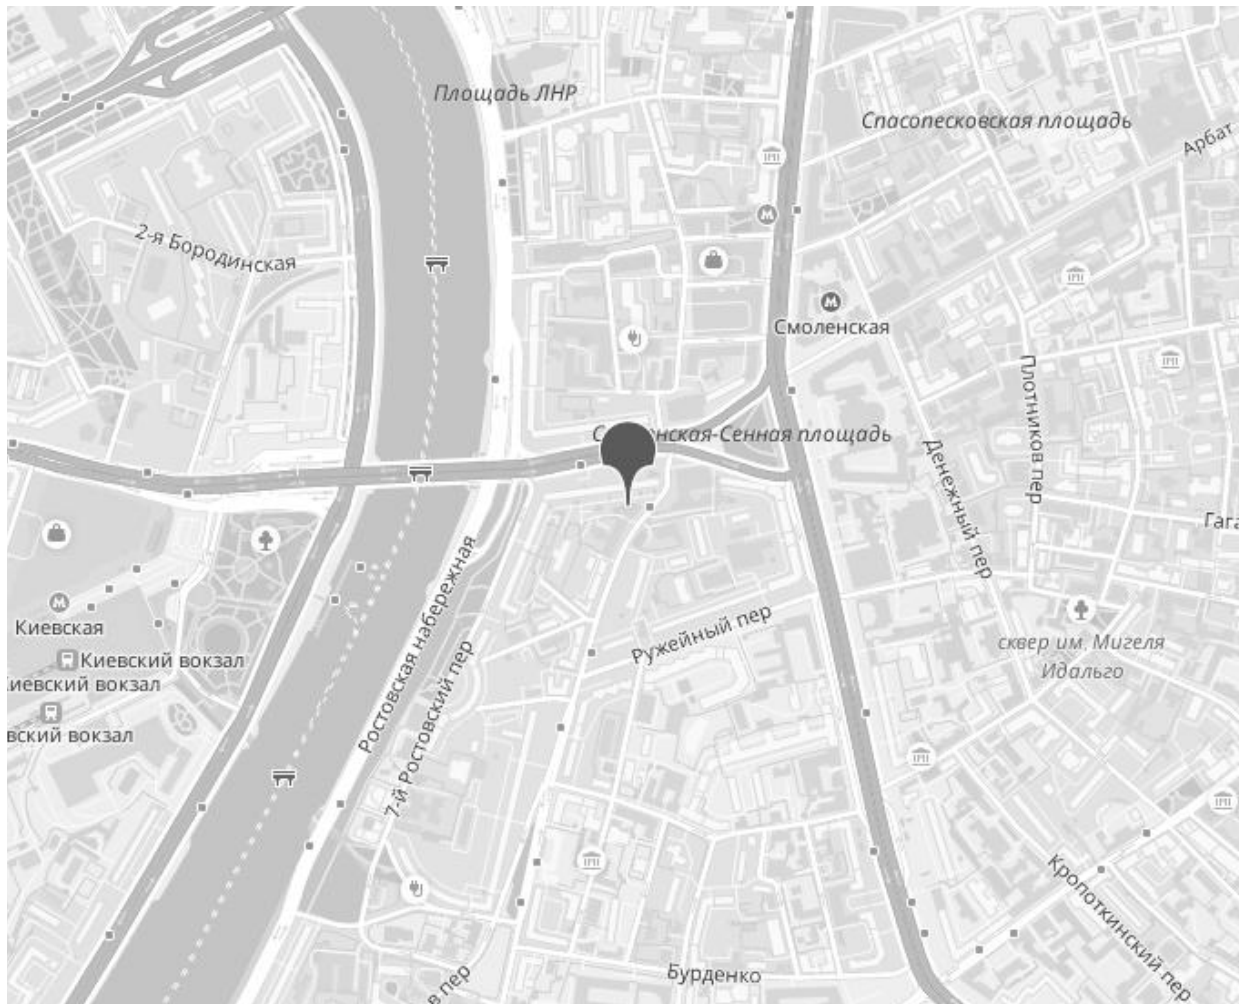 Площадь ЛНР
Спасопесковская площадь
Арбат
2-я Бородинская
М
М
Смоленская
Плотников пер
Сенная площадь
Денежный пер
Гага
М
Киевская
Ростовская набережная
Ружейный пер
сквер им. Мигеля
Идальго
Киевский вокзал
иевский вокзал
7-й Ростовский пер
вский вокзал
Кропоткинский пер
Бурденко
в пер